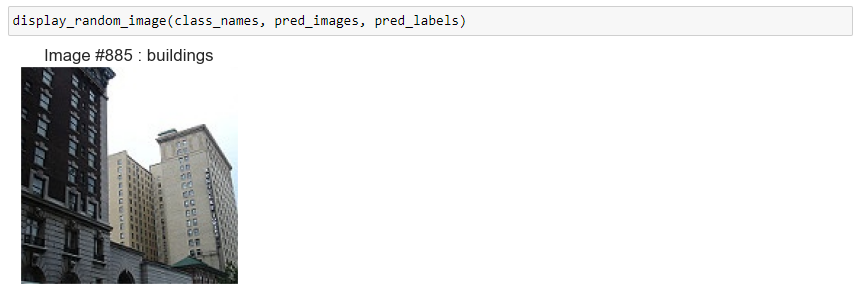 display_random_image(class_names, pred_images, pred_labels)
Image #885 : buildings